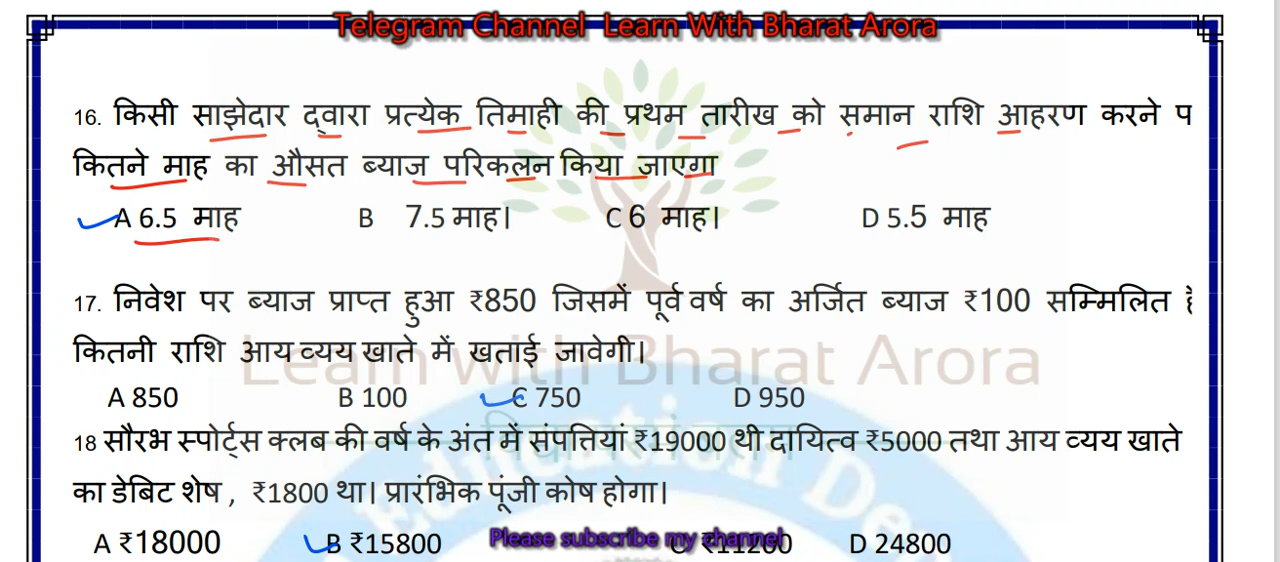 Telegram Channel Learn With Bharat Arora
16. किसी साझेदार द्वारा प्रत्येक तिमाही की प्रथम तारीख को समान राशि आहरण करने प
कितने माह का औसत ब्याज परिकलन किया जाएगा
A 6.5 माह B 7.5 माह। C 6 माह। D 5.5 माह
17. निवेश पर ब्याज प्राप्त हुआ ₹850 जिसमें पूर्व वर्ष का अर्जित ब्याज ₹100 सम्मिलित है
कितनी राशि आय व्यय खाते में खताई जावेगी।
Learn with Bharat Arora
A 850 B 100 C 750 D 950
18 सौरभ स्पोर्ट्स क्लब की वर्ष के अंत में संपत्तियां ₹19000 थी दायित्व ₹5000 तथा आय व्यय खाते
का डेबिट शेष , ₹1800 था। प्रारंभिक पूंजी कोष होगा।
A ₹18000 B ₹15800 C ₹11200 D 24800
Please subscribe my channel